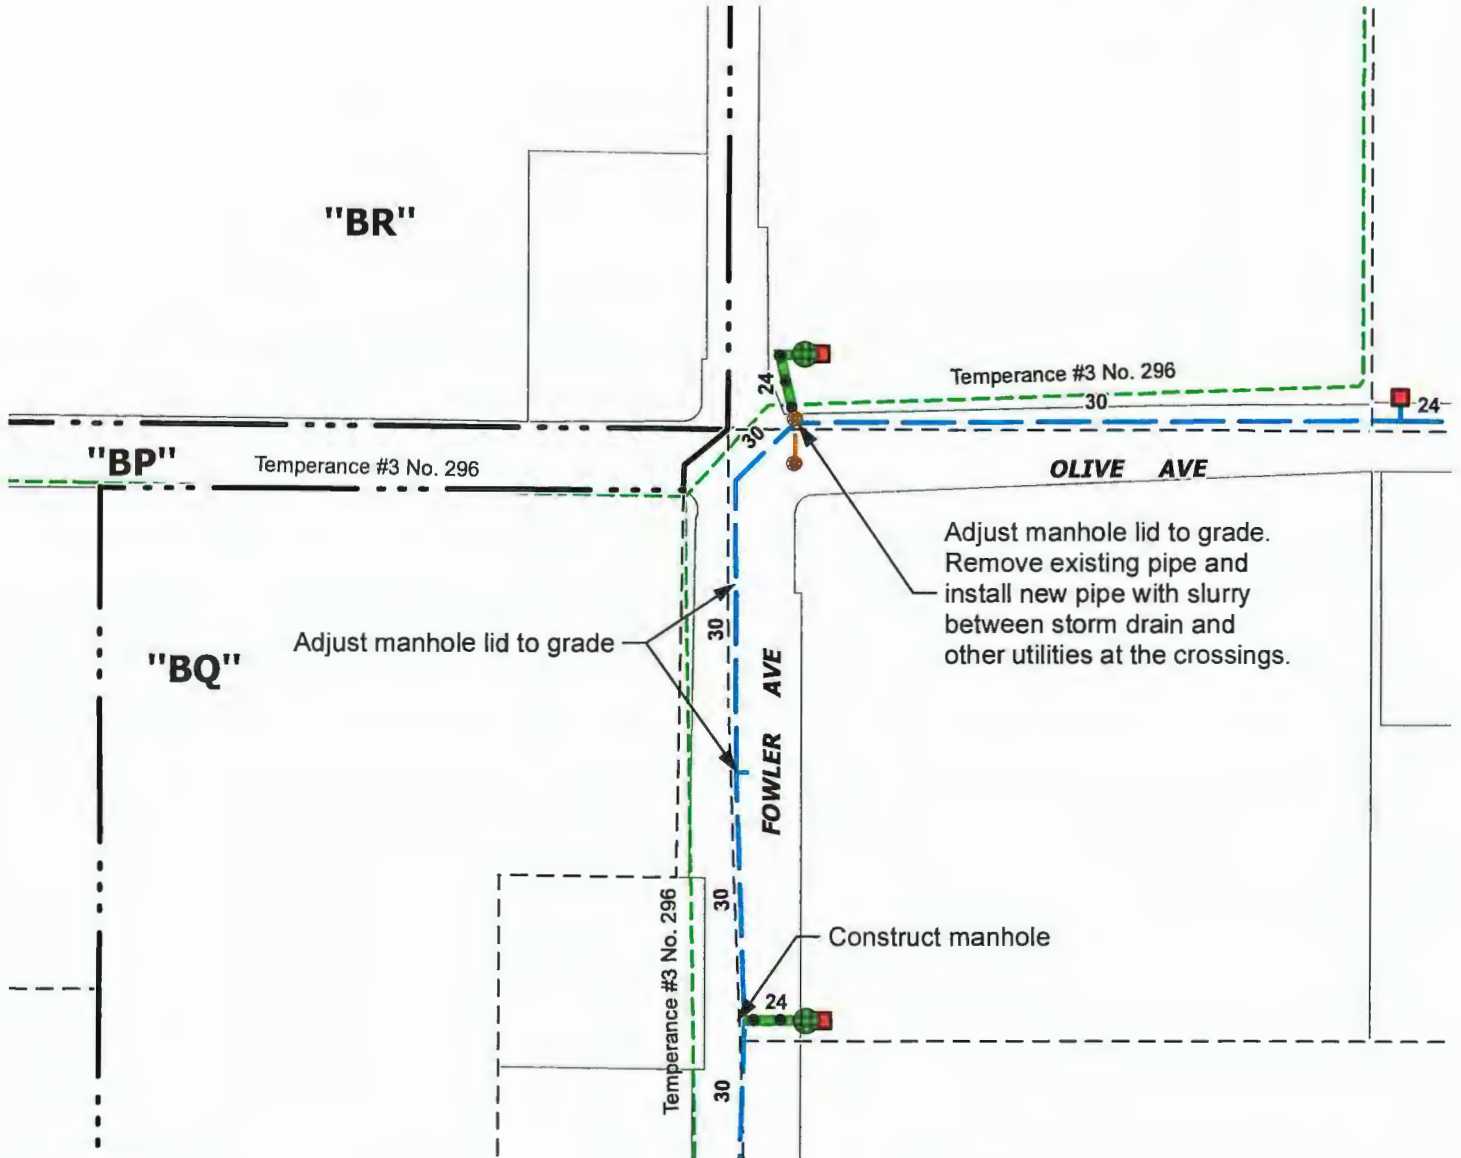 "BR"
24
Temperance #3 No. 296
30
24
30
"BP"
Temperance #3 No. 296
OLIVE AVE
Adjust manhole lid to grade.
Remove existing pipe and
install new pipe with slurry
between storm drain and
other utilities at the crossings.
Adjust manhole lid to grade
30
"BQ"
FOWLER AVE
30
Temperance #3 No. 296
Construct manhole
24
30